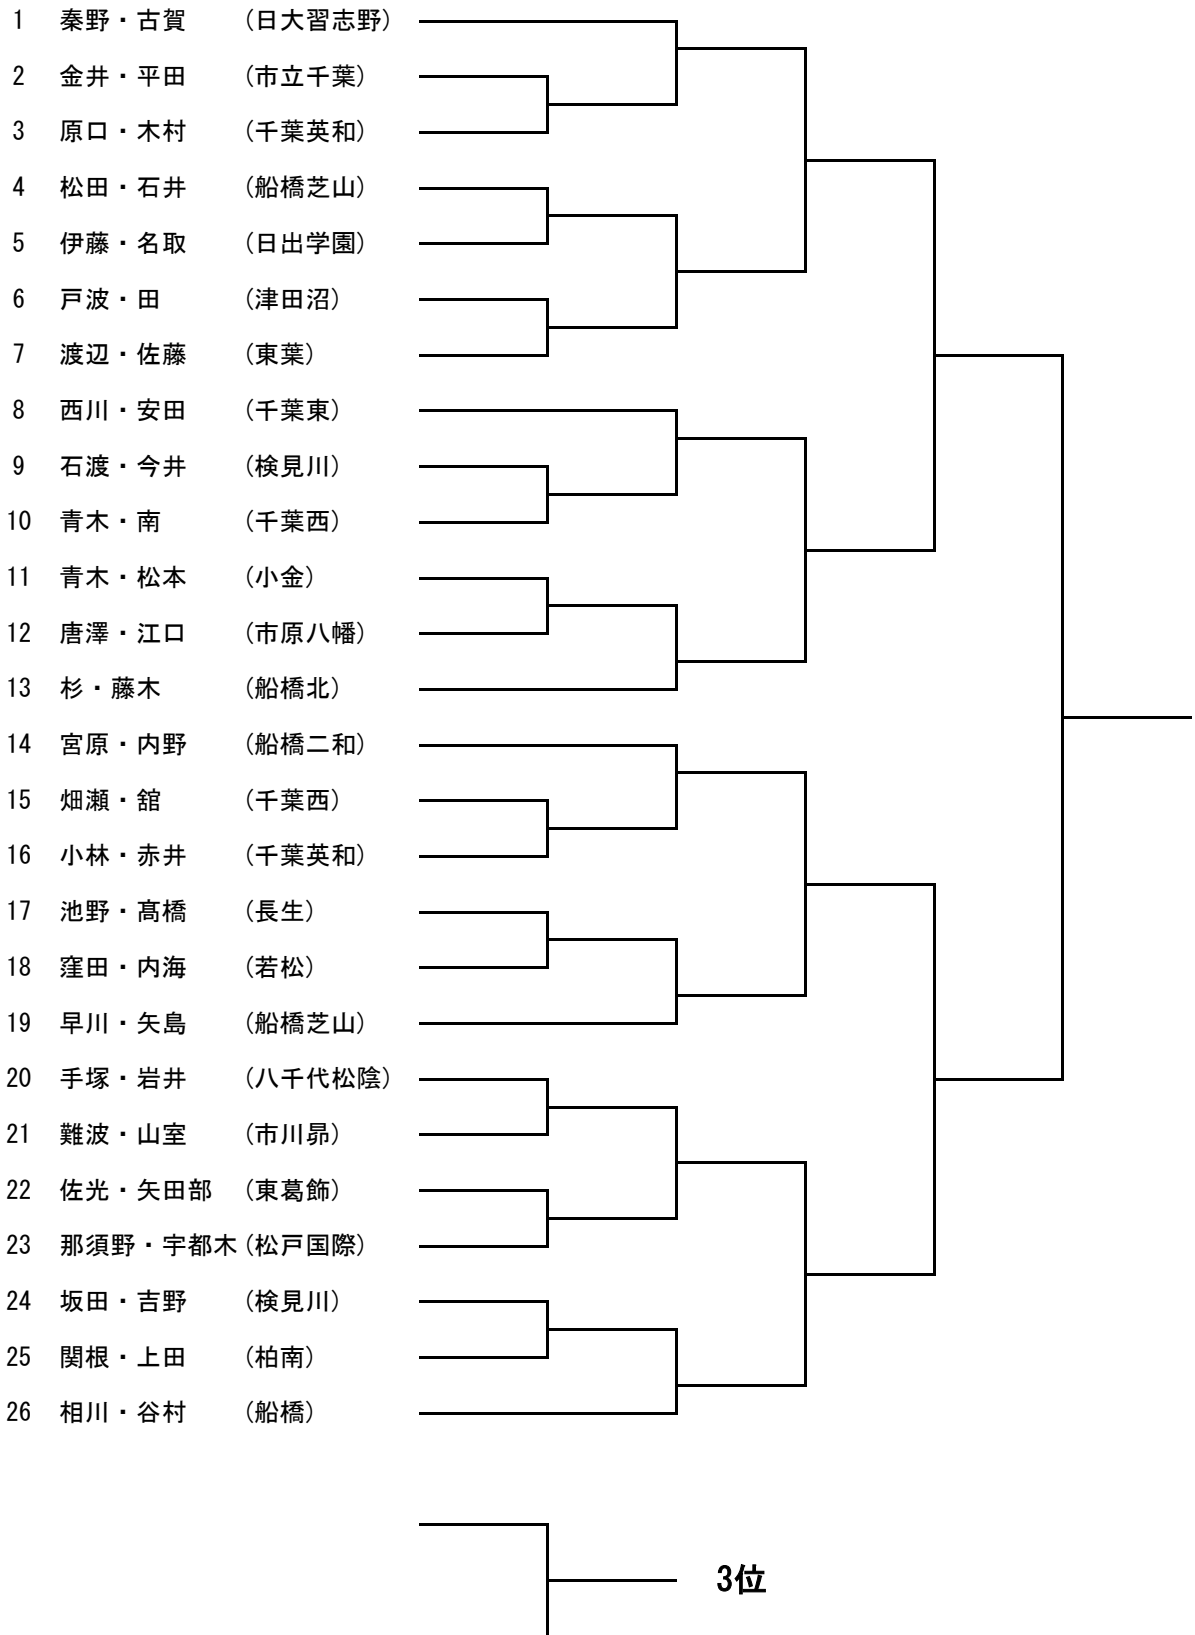 1 秦野・古賀 (日大習志野)
2 金井・平田 (市立千葉)
3 原口・木村 (千葉英和)
4 松田・石井 (船橋芝山)
5 伊藤・名取 (日出学園)
6 戸波・田 (津田沼)
7 渡辺・佐藤 (東葉)
8 西川・安田 (千葉東)
9 石渡・今井 (検見川)
10 青木・南 (千葉西)
11 青木・松本 (小金)
12 唐澤・江口 (市原八幡)
13 杉・藤木 (船橋北)
14 宮原・内野 (船橋二和)
15 畑瀬・舘 (千葉西)
16 小林・赤井 (千葉英和)
17 池野・髙橋 (長生)
18 窪田・内海 (若松)
19 早川・矢島 (船橋芝山)
20 手塚・岩井 (八千代松陰)
21 難波・山室 (市川昴)
22 佐光・矢田部 (東葛飾)
23 那須野・宇都木 (松戸国際)
24 坂田・吉野 (検見川)
25 関根・上田 (柏南)
26 相川・谷村 (船橋)
3位